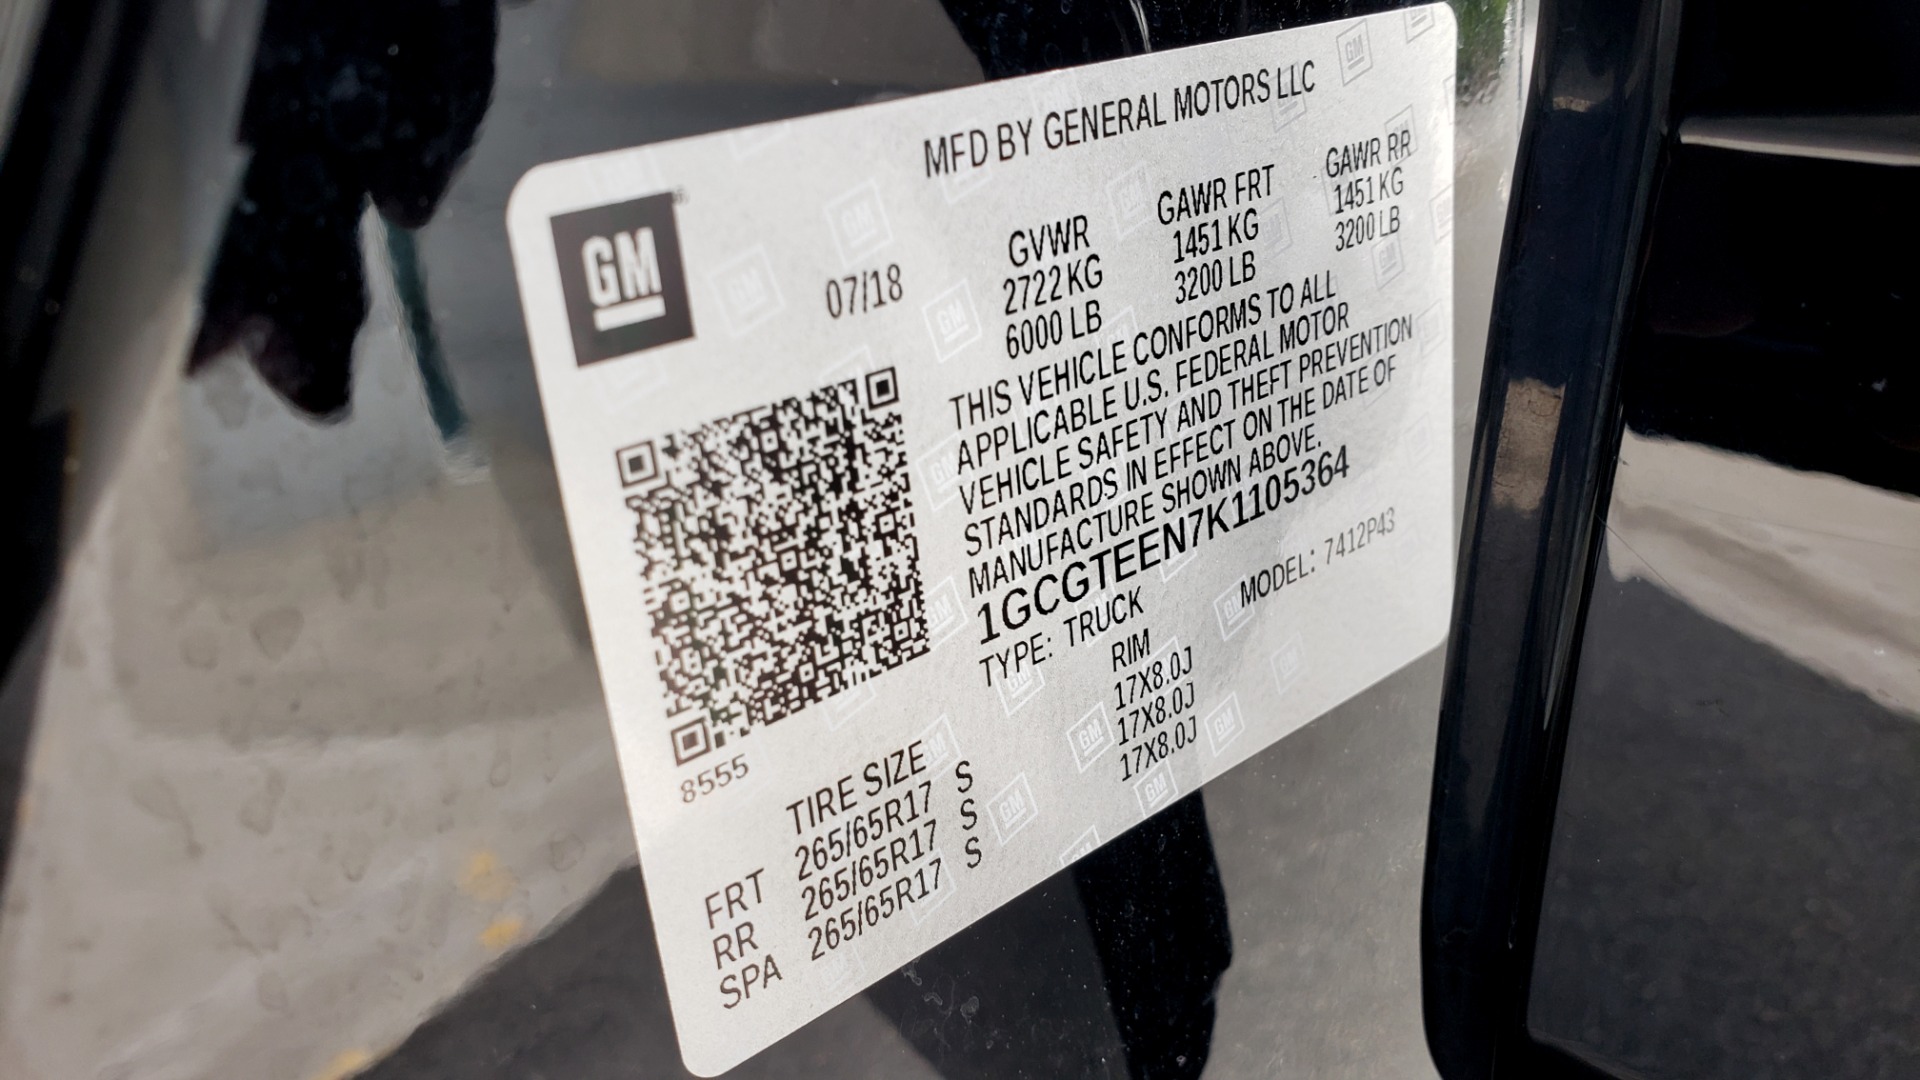 MFD BY GENERAL MOTORS LLC
GM
07/18
GVWR GAWR FRT GAWR RR
2722 KG 1451 KG 1451 KG
6000 LB 3200 LB 3200 LB
THIS VEHICLE CONFORMS TO ALL
APPLICABLE U.S. FEDERAL MOTOR
VEHICLE SAFETY AND THEFT PREVENTION
STANDARDS IN EFFECT ON THE DATE OF
MANUFACTURE SHOWN ABOVE.
1GCGTEEN7K1105364
TYPE: TRUCK MODEL: 7412P43
8555
TIRE SIZE RIM
FRT 265/65R17 S 17X8.0J
RR 265/65R17 S 17X8.0J
SPA 265/65R17 S 17X8.0J